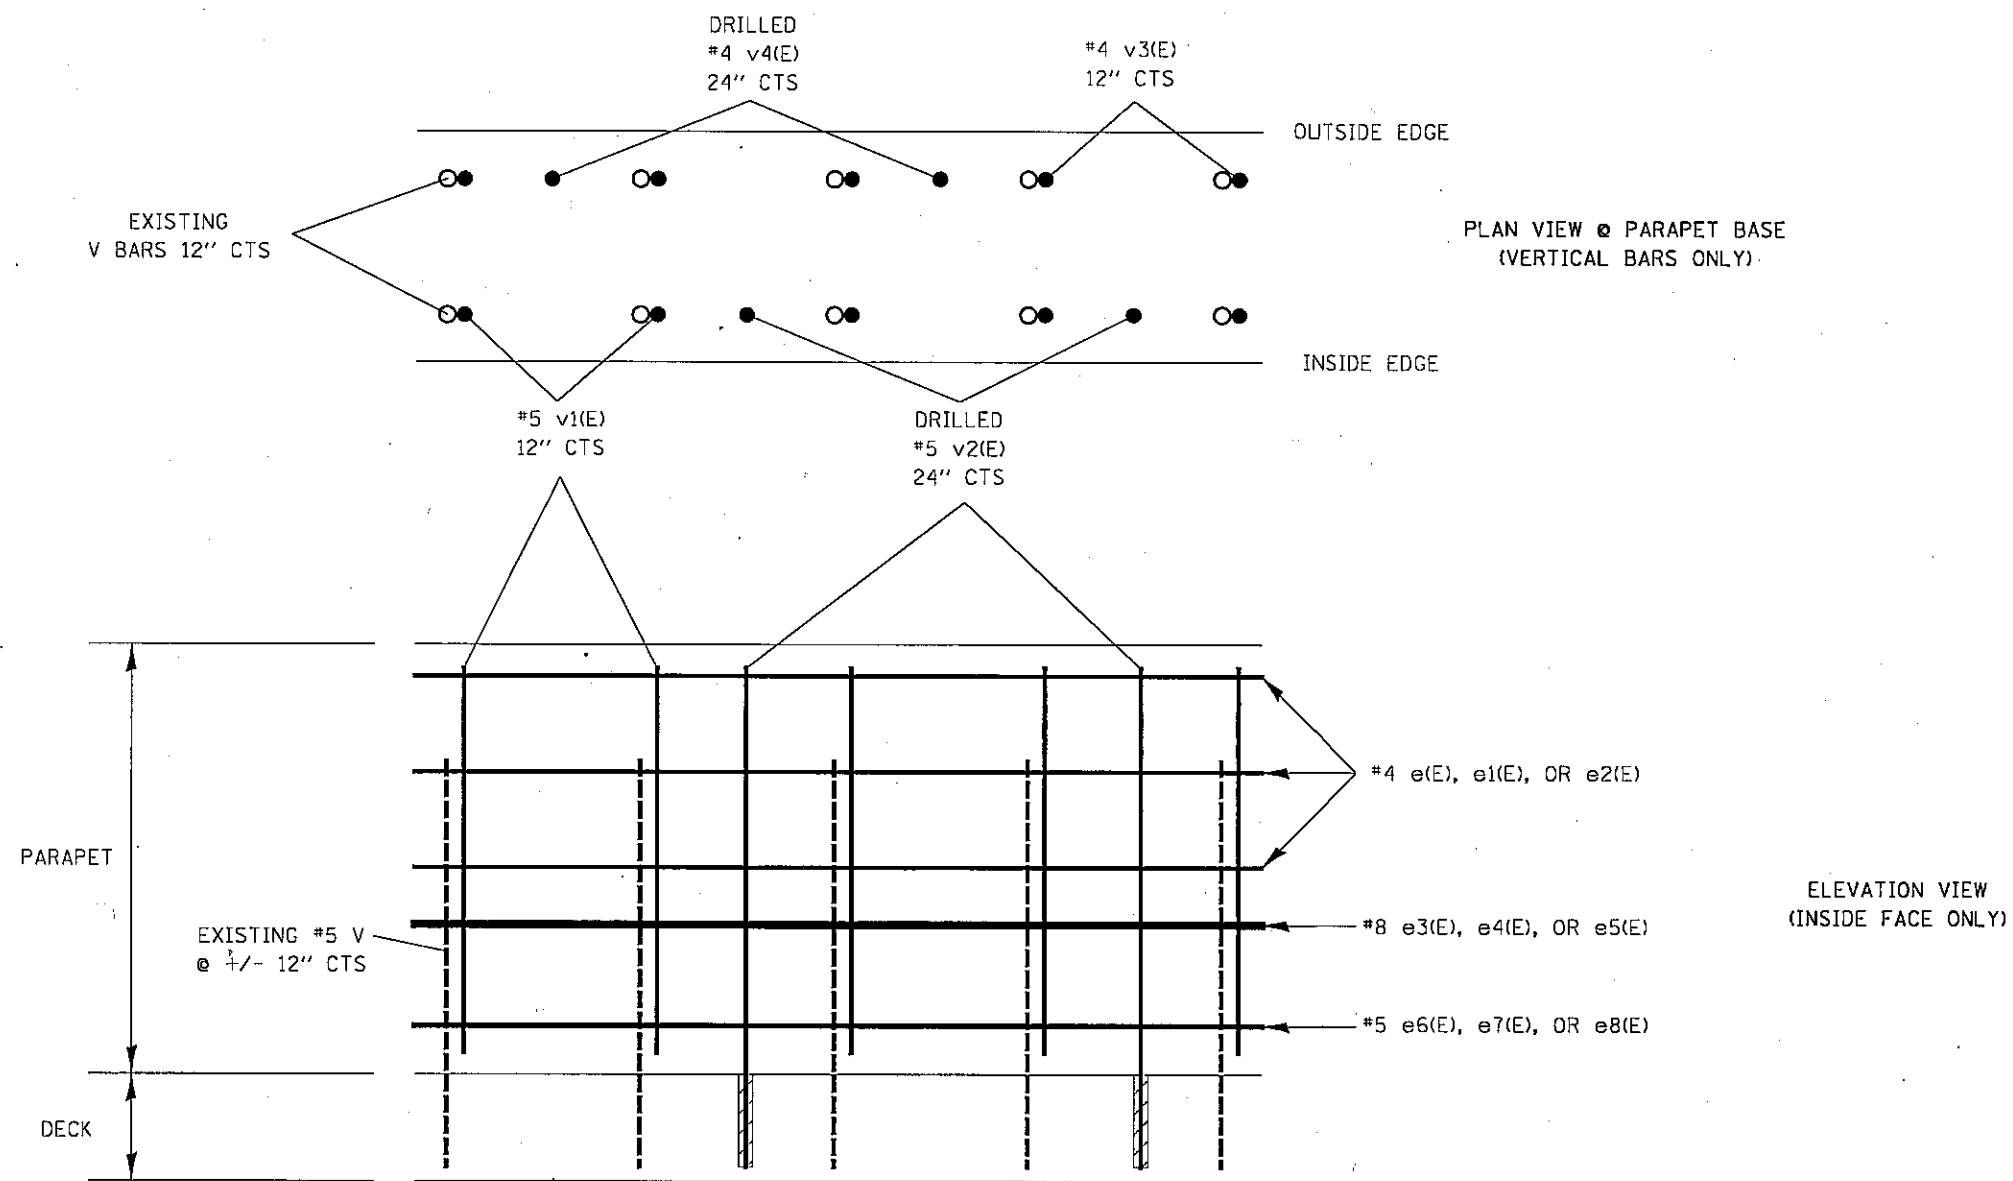 DRILLED
#4 v4(E)
24" CTS
#4 v3(E)
12" CTS
OUTSIDE EDGE
EXISTING
V BARS 12" CTS
PLAN VIEW @ PARAPET BASE
(VERTICAL BARS ONLY)
INSIDE EDGE
#5 v1(E)
12" CTS
DRILLED
#5 v2(E)
24" CTS
#4 e(E), e1(E), OR e2(E)
PARAPET
ELEVATION VIEW
(INSIDE FACE ONLY)
EXISTING #5 V
@ +/- 12" CTS
#8 e3(E), e4(E), OR e5(E)
#5 e6(E), e7(E), OR e8(E)
DECK